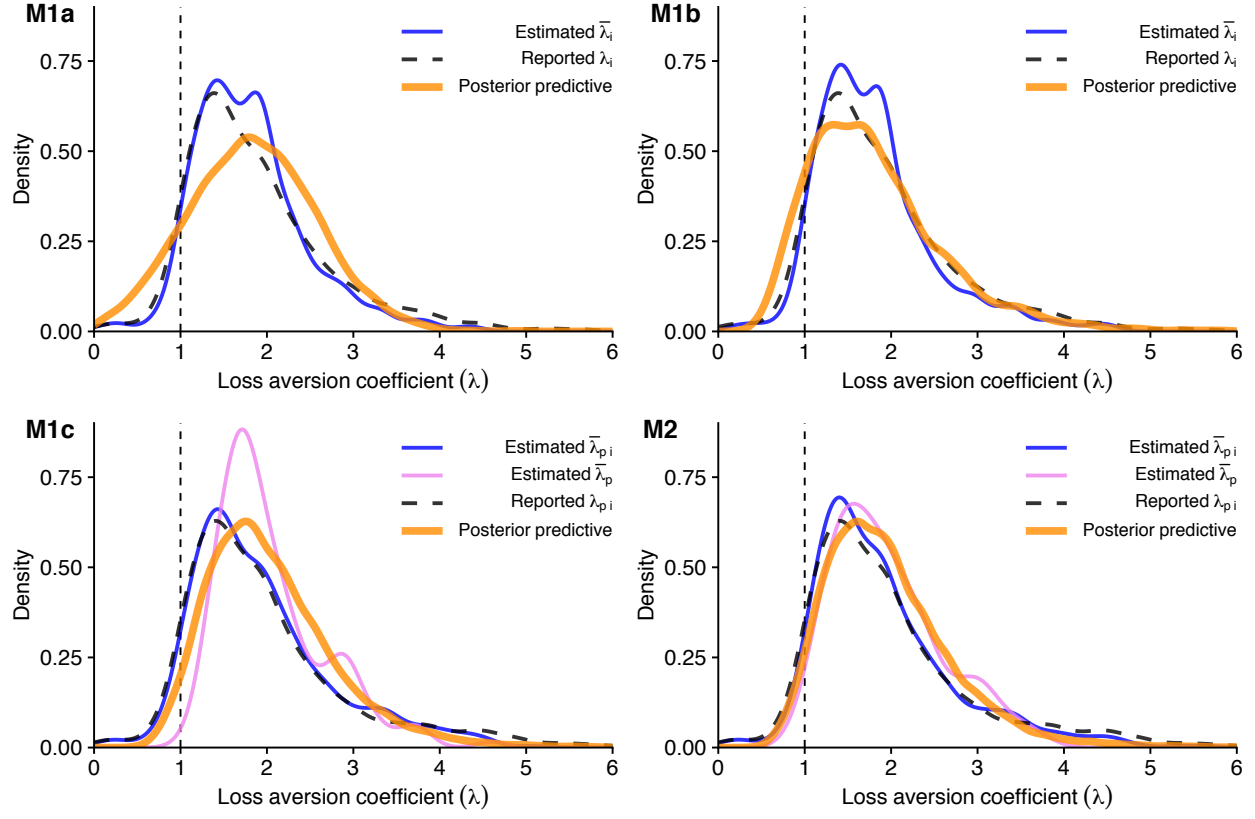 M1a
Estimated λ̄ᵢ
Reported λᵢ
Posterior predictive
Density
0.75
0.50
0.25
0.00
0 1 2 3 4 5 6
Loss aversion coefficient (λ)
M1b
Estimated λ̄ᵢ
Reported λᵢ
Posterior predictive
Density
0.75
0.50
0.25
0.00
0 1 2 3 4 5 6
Loss aversion coefficient (λ)
M1c
Estimated λ̄ₚ ᵢ
Estimated λ̄ₚ
Reported λₚ ᵢ
Posterior predictive
Density
0.75
0.50
0.25
0.00
0 1 2 3 4 5 6
Loss aversion coefficient (λ)
M2
Estimated λ̄ₚ ᵢ
Estimated λ̄ₚ
Reported λₚ ᵢ
Posterior predictive
Density
0.75
0.50
0.25
0.00
0 1 2 3 4 5 6
Loss aversion coefficient (λ)